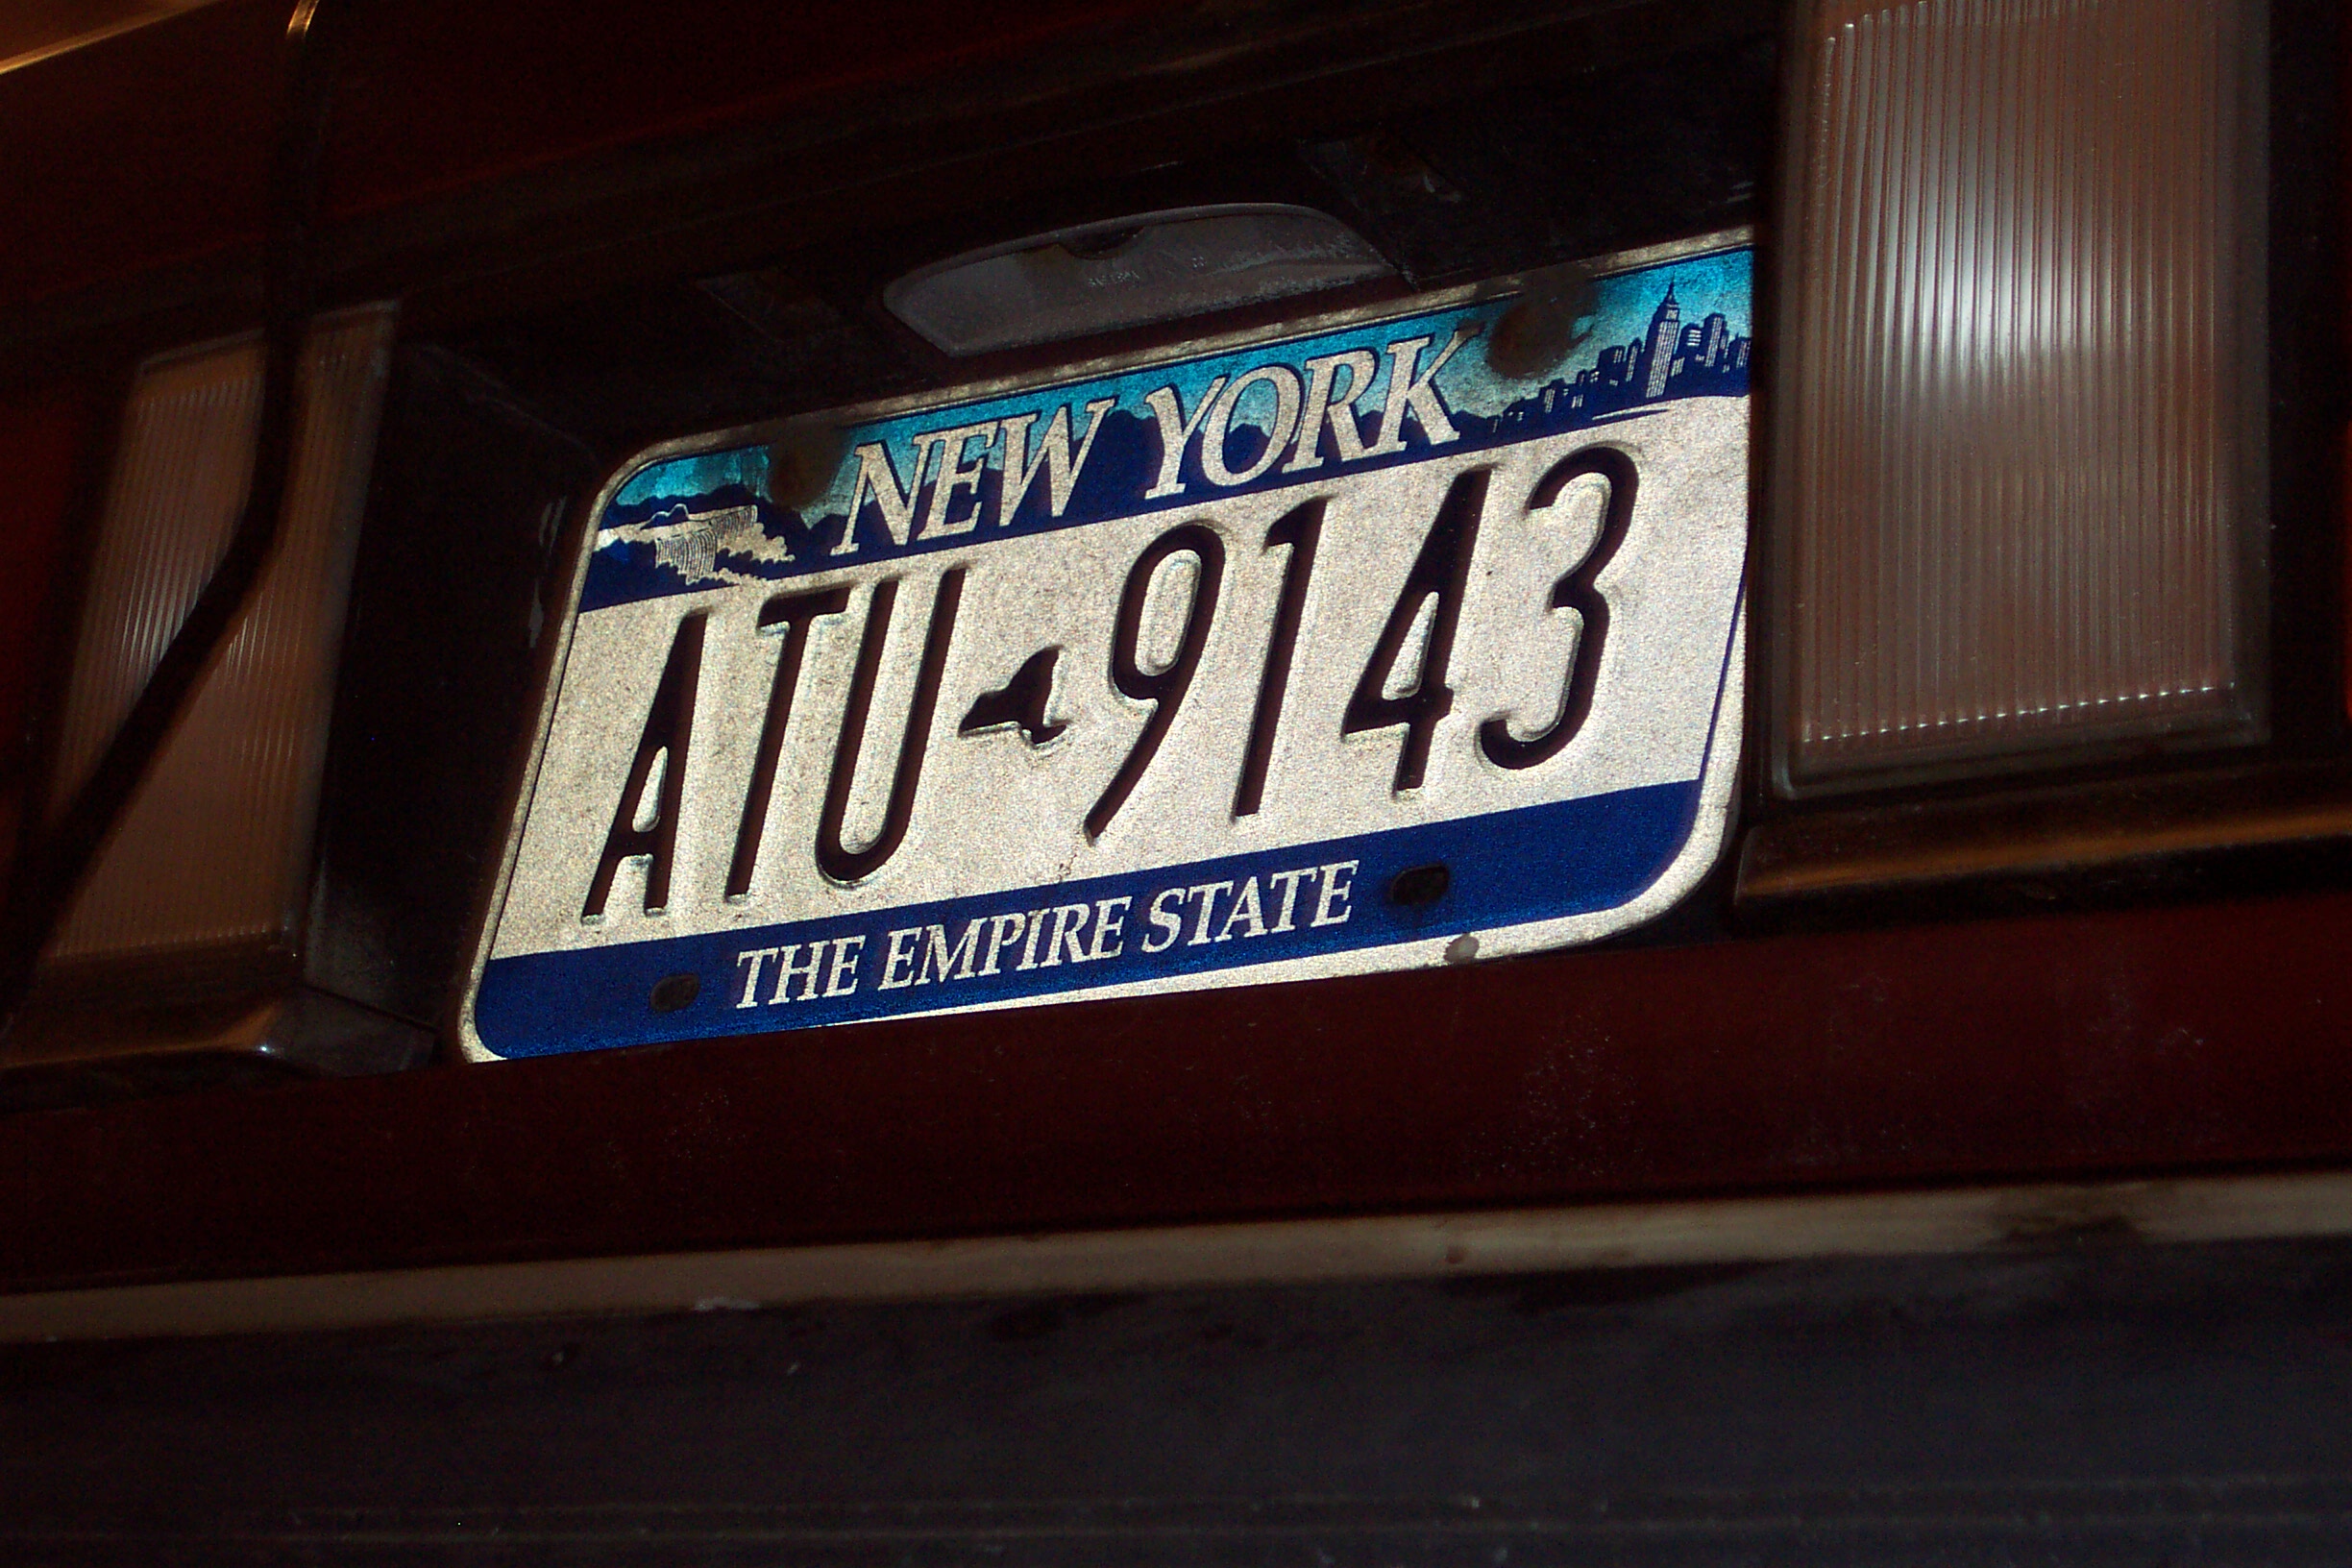 NEW YORK
ATU 9143
THE EMPIRE STATE